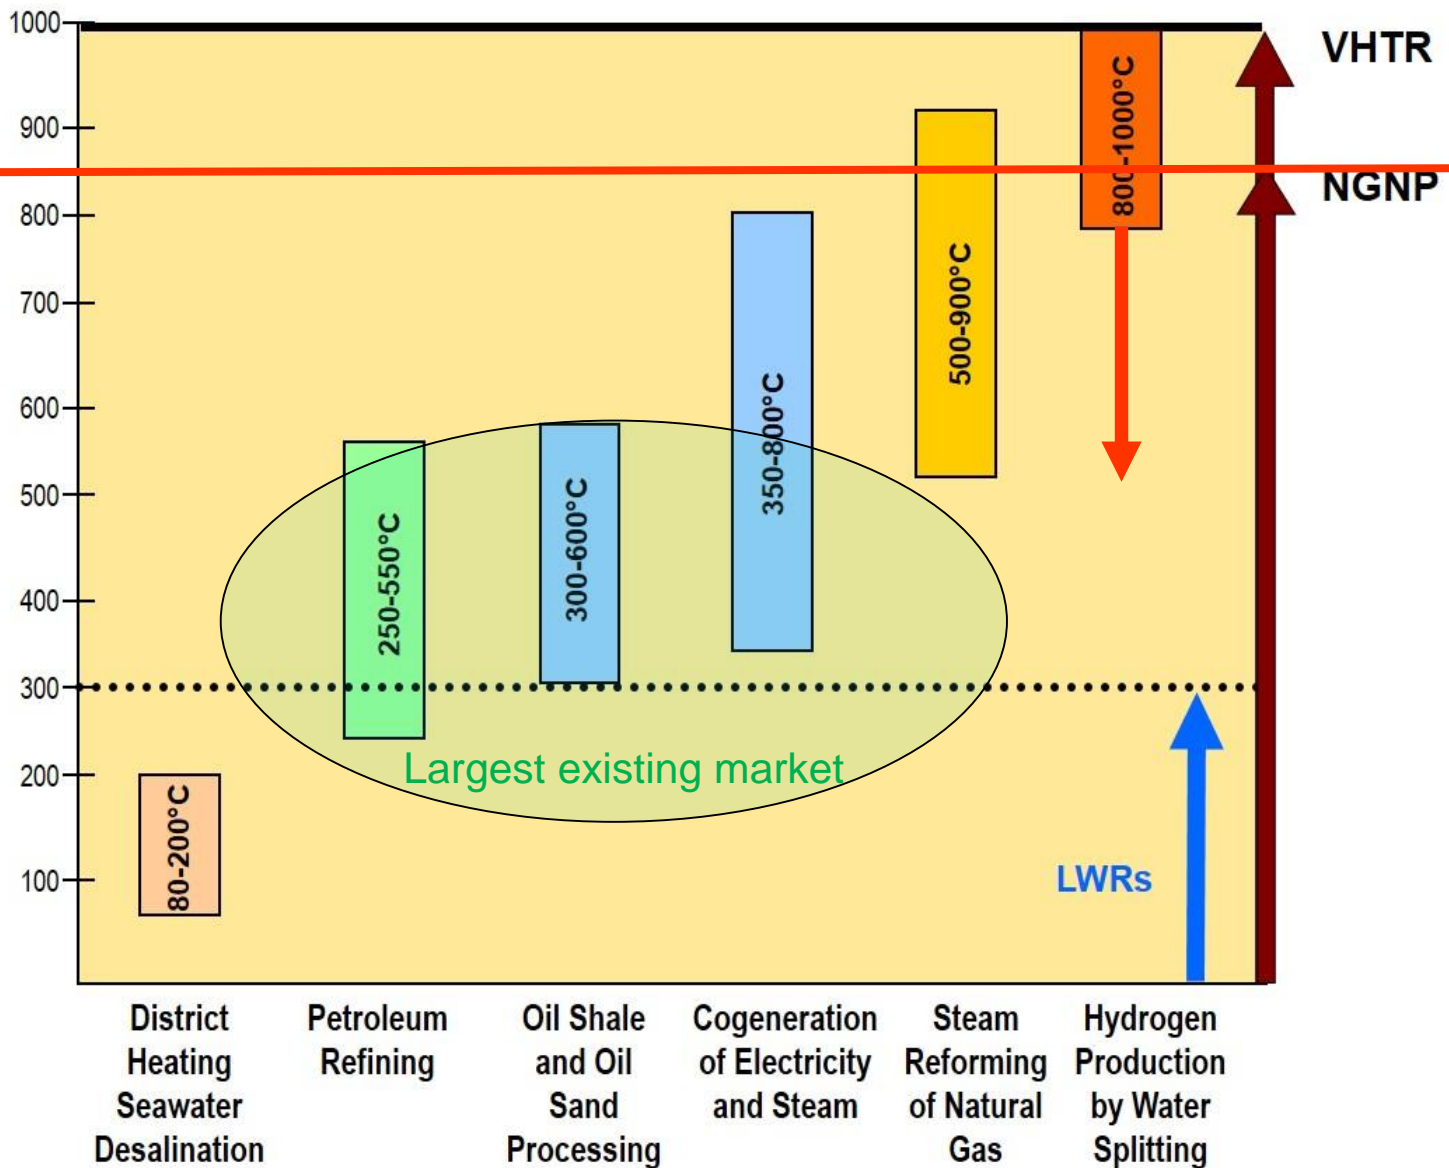 1000
900
800
700
600
500
400
300
200
100
VHTR
NGNP
800-1000°C
500-900°C
350-800°C
300-600°C
250-550°C
80-200°C
Largest existing market
LWRs
District
Heating
Seawater
Desalination
Petroleum
Refining
Oil Shale
and Oil
Sand
Processing
Cogeneration
of Electricity
and Steam
Steam
Reforming
of Natural
Gas
Hydrogen
Production
by Water
Splitting